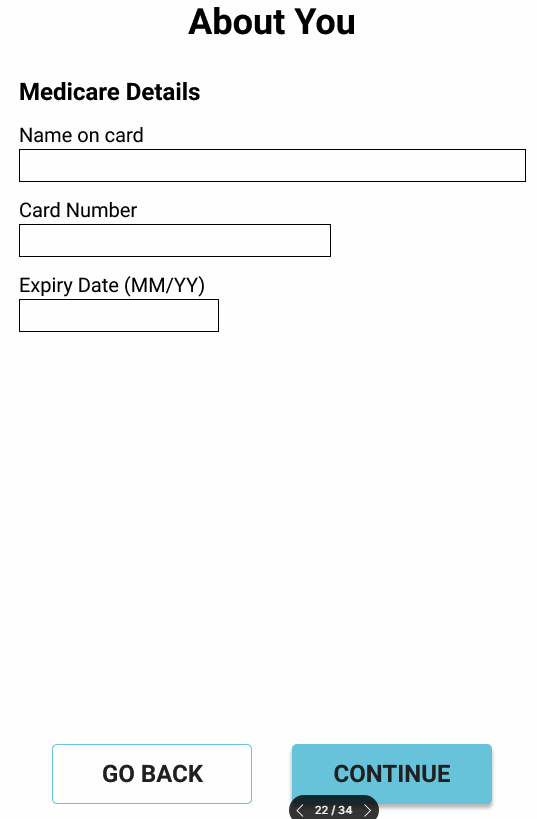 About You
Medicare Details
Name on card
Card Number
Expiry Date (MM/YY)
GO BACK
CONTINUE
22 / 34